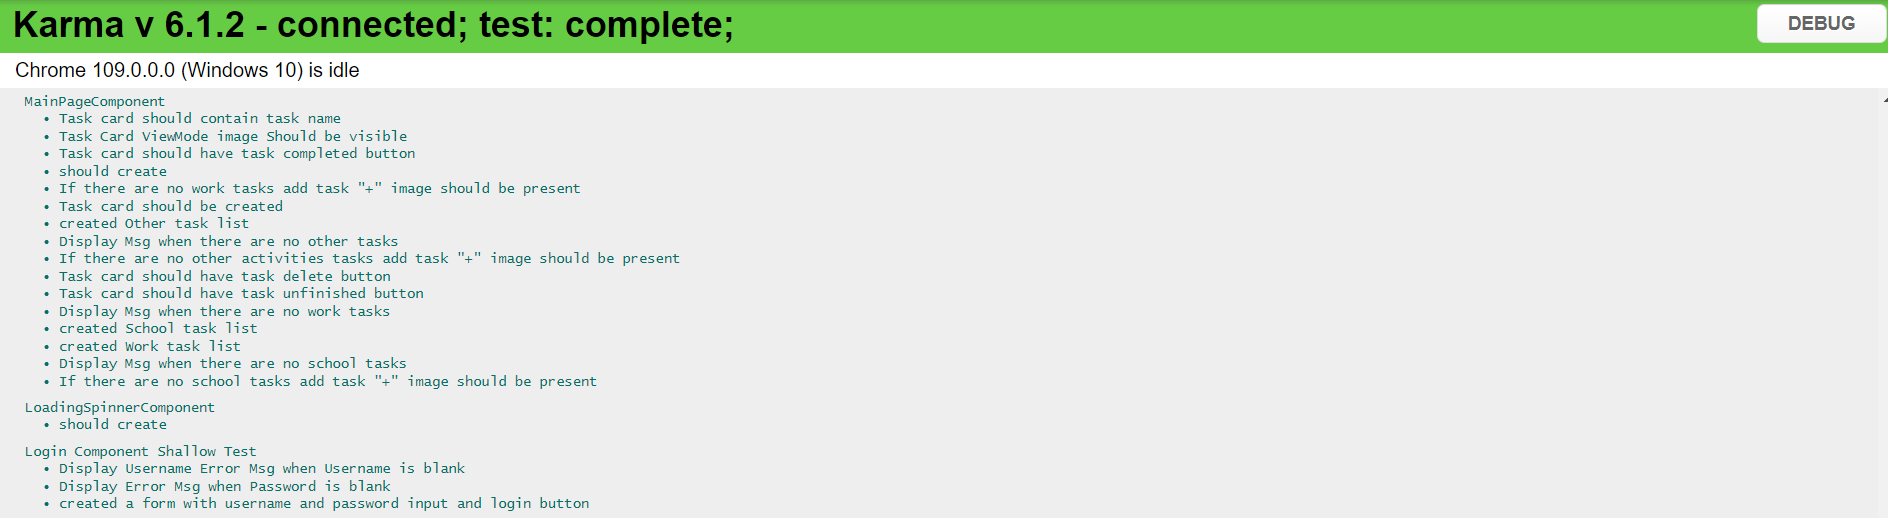 Karma v 6.1.2 - connected; test: complete;
DEBUG
Chrome 109.0.0.0 (Windows 10) is idle
MainPageComponent
• Task card should contain task name
• Task Card ViewMode image Should be visible
• Task card should have task completed button
• should create
• If there are no work tasks add task "+" image should be present
• Task card should be created
• created Other task list
• Display Msg when there are no other tasks
• If there are no other activities tasks add task "+" image should be present
• Task card should have task delete button
• Task card should have task unfinished button
• Display Msg when there are no work tasks
• created School task list
• created Work task list
• Display Msg when there are no school tasks
• If there are no school tasks add task "+" image should be present
LoadingSpinnerComponent
• should create
Login Component Shallow Test
• Display Username Error Msg when Username is blank
• Display Error Msg when Password is blank
• created a form with username and password input and login button